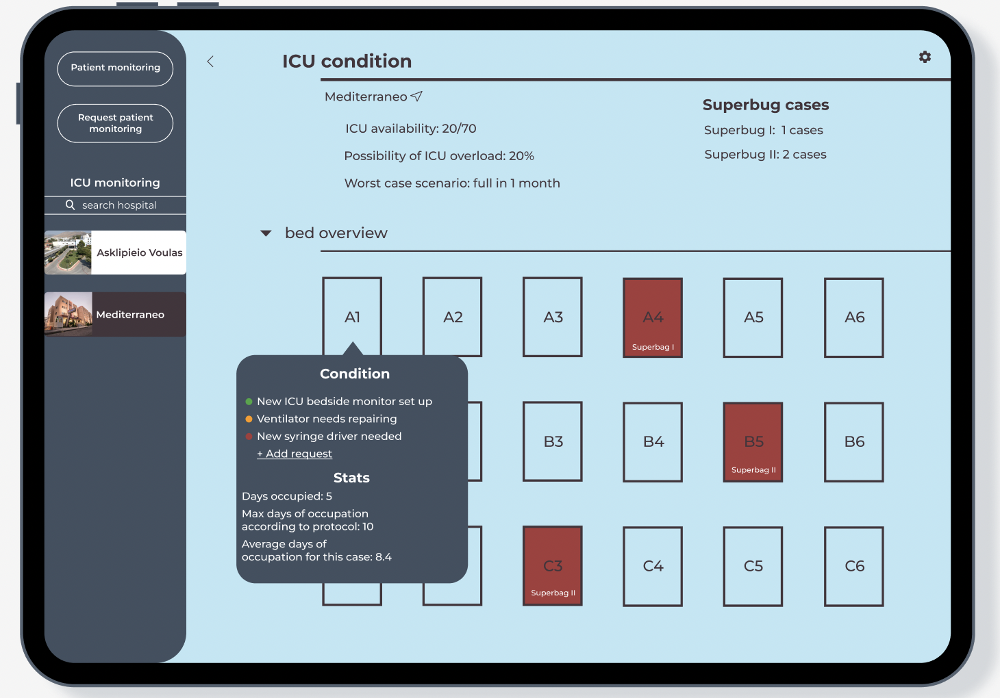 Patient monitoring
Request patient
monitoring
ICU monitoring
search hospital
Asklipieio Voulas
Mediterraneo
ICU condition
Mediterraneo
ICU availability: 20/70
Possibility of ICU overload: 20%
Worst case scenario: full in 1 month
Superbug cases
Superbug I:  1 cases
Superbug II: 2 cases
bed overview
A1
A2
A3
A4
Superbag I
A5
A6
Condition
New ICU bedside monitor set up
Ventilator needs repairing
New syringe driver needed
+ Add request
Stats
Days occupied: 5
Max days of occupation
according to protocol: 10
Average days of
occupation for this case: 8.4
B3
B4
B5
Superbag II
B6
C3
Superbag II
C4
C5
C6